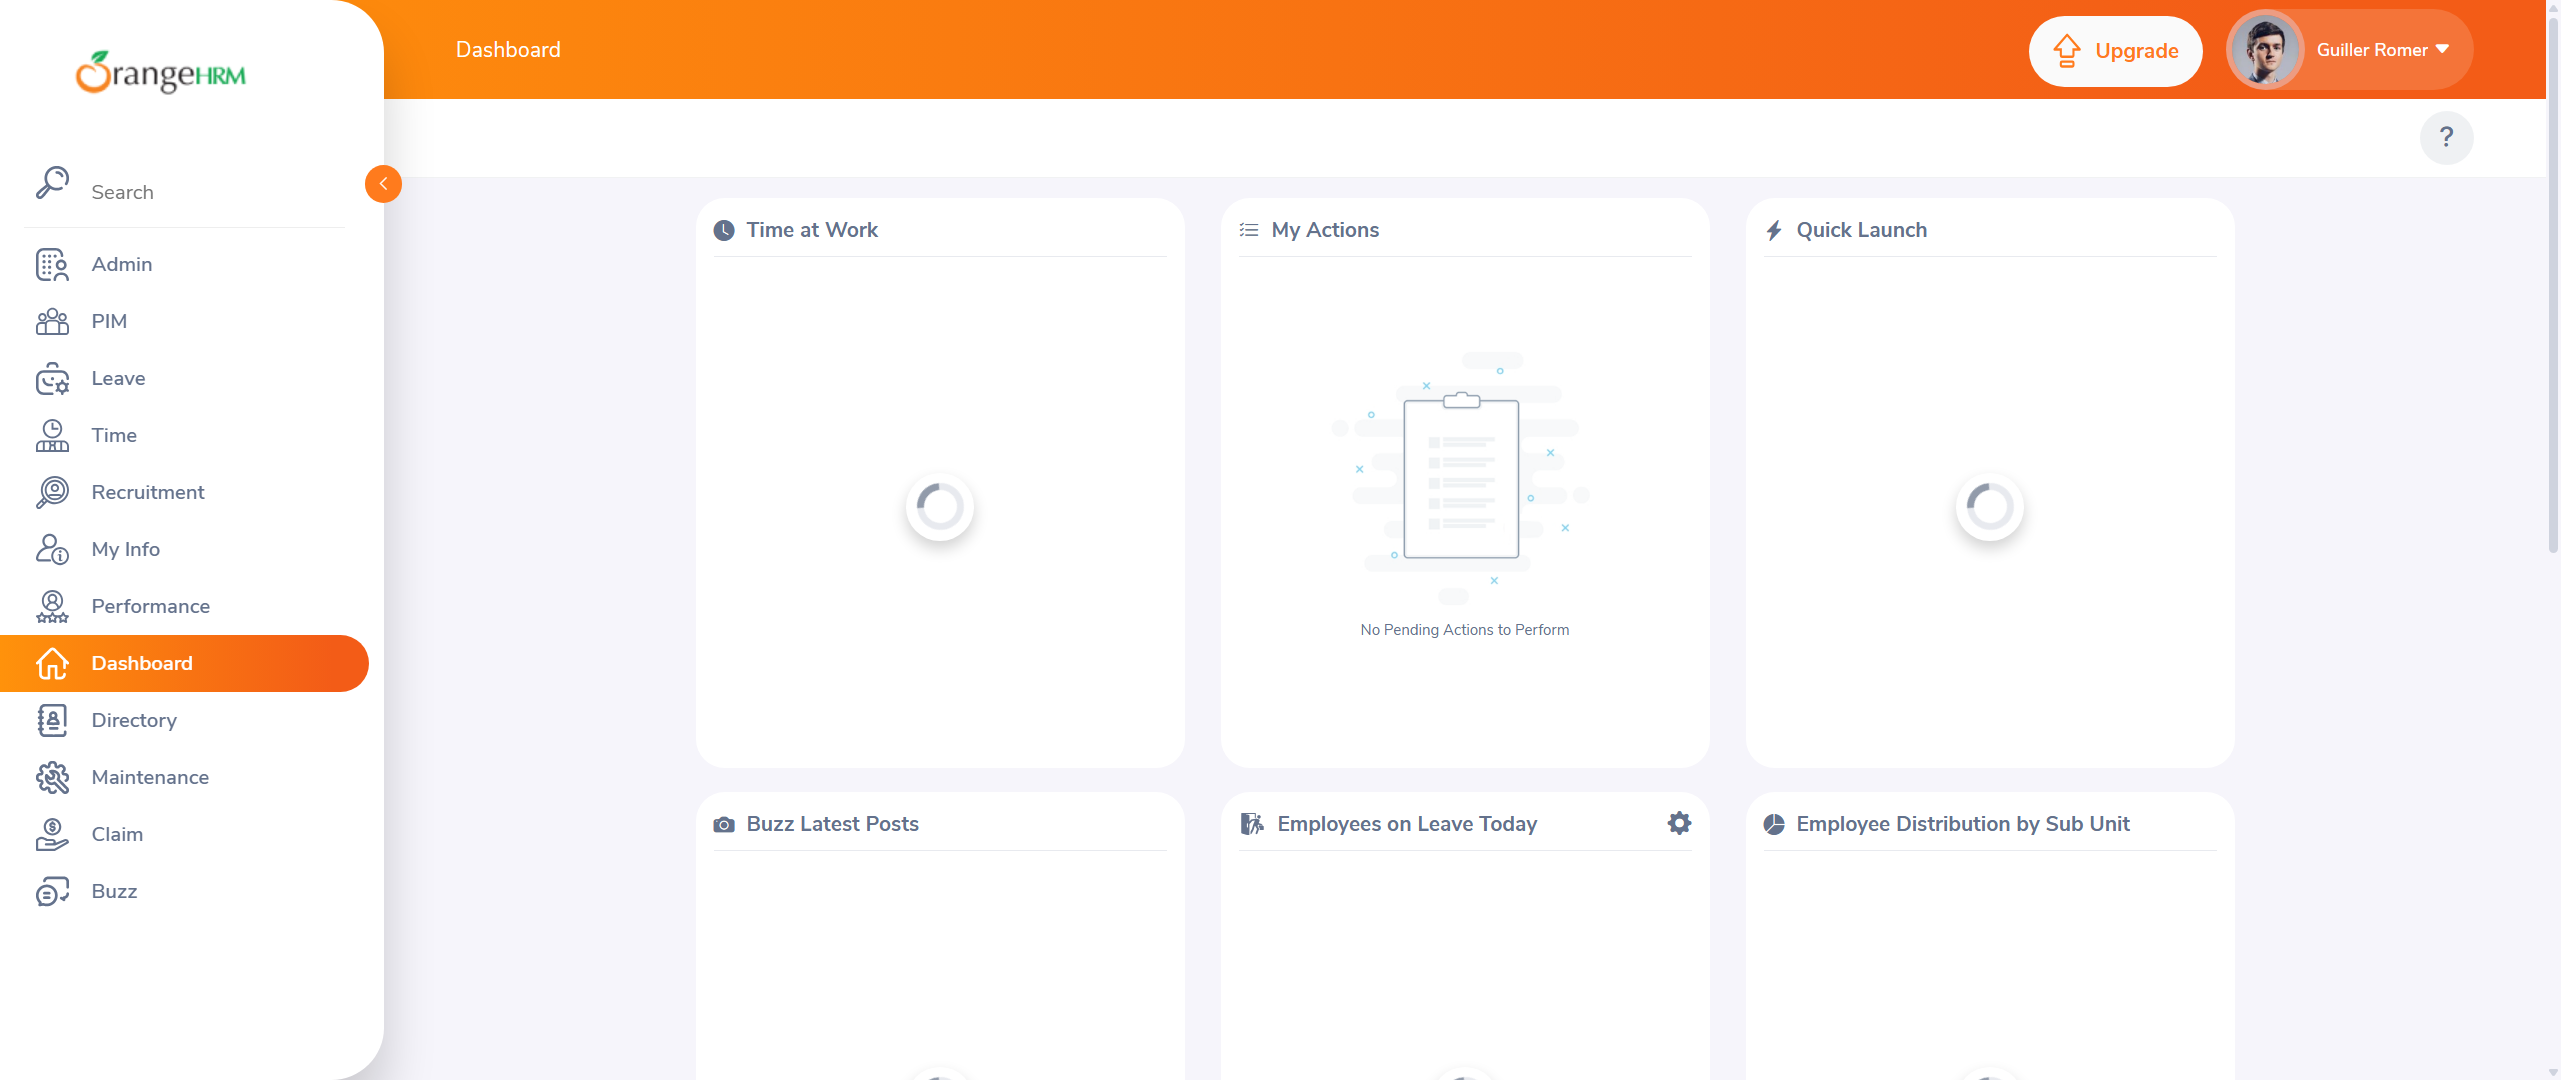 OrangeHRM
Dashboard
Upgrade
Guiller Romer
?
Search
Admin
PIM
Leave
Time
Recruitment
My Info
Performance
Dashboard
Directory
Maintenance
Claim
Buzz
Time at Work
My Actions
No Pending Actions to Perform
Quick Launch
Buzz Latest Posts
Employees on Leave Today
Employee Distribution by Sub Unit